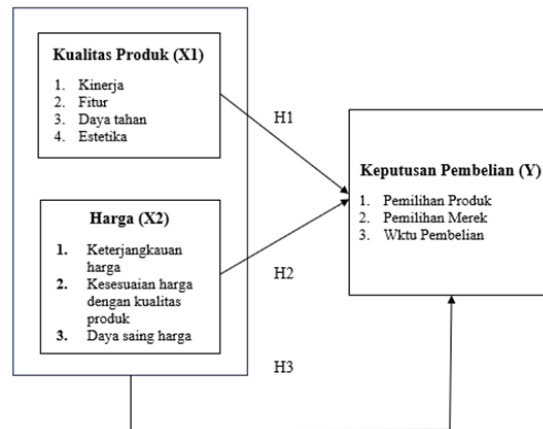 Kualitas Produk (X1)
1. Kinerja
2. Fitur
3. Daya tahan
4. Estetika
H1
Keputusan Pembelian (Y)
1. Pemilihan Produk
2. Pemilihan Merek
3. Wktu Pembelian
Harga (X2)
1. Keterjangkauan
harga
2. Kesesuaian harga
dengan kualitas
produk
3. Daya saing harga
H2
H3